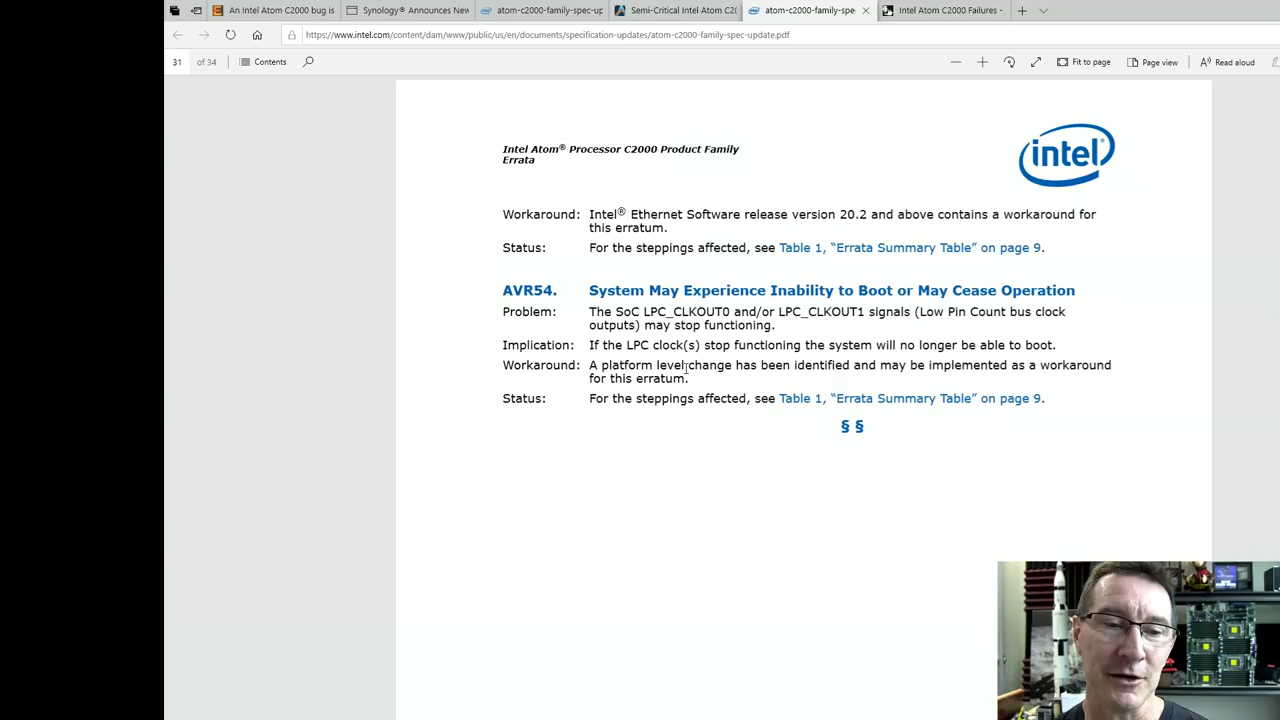 An Intel Atom C2000 bug is
Synology® Announces New
atom-c2000-family-spec-up
Semi-Critical Intel Atom C20
atom-c2000-family-spe
Intel Atom C2000 Failures -
https://www.intel.com/content/dam/www/public/us/en/documents/specification-updates/atom-c2000-family-spec-update.pdf
31 of 34 Contents Fit to page Page view Read aloud
Intel Atom® Processor C2000 Product Family
Errata
intel®
Workaround: Intel® Ethernet Software release version 20.2 and above contains a workaround for
this erratum.
Status: For the steppings affected, see Table 1, “Errata Summary Table” on page 9.
AVR54. System May Experience Inability to Boot or May Cease Operation
Problem: The SoC LPC_CLKOUT0 and/or LPC_CLKOUT1 signals (Low Pin Count bus clock
outputs) may stop functioning.
Implication: If the LPC clock(s) stop functioning the system will no longer be able to boot.
Workaround: A platform level change has been identified and may be implemented as a workaround
for this erratum.
Status: For the steppings affected, see Table 1, “Errata Summary Table” on page 9.
§ §